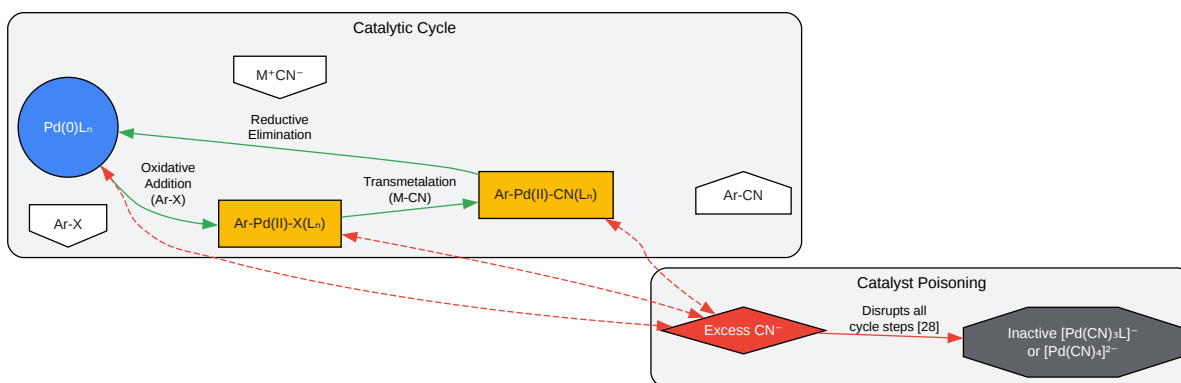 Catalytic Cycle
M⁺CN⁻
Pd(0)Lₙ
Reductive
Elimination
Oxidative
Addition
(Ar-X)
Transmetalation
(M-CN)
Ar-Pd(II)-CN(Lₙ)
Ar-CN
Ar-X
Ar-Pd(II)-X(Lₙ)
Catalyst Poisoning
Excess CN⁻
Disrupts all
cycle steps [28]
Inactive [Pd(CN)₃L]⁻
or [Pd(CN)₄]²⁻